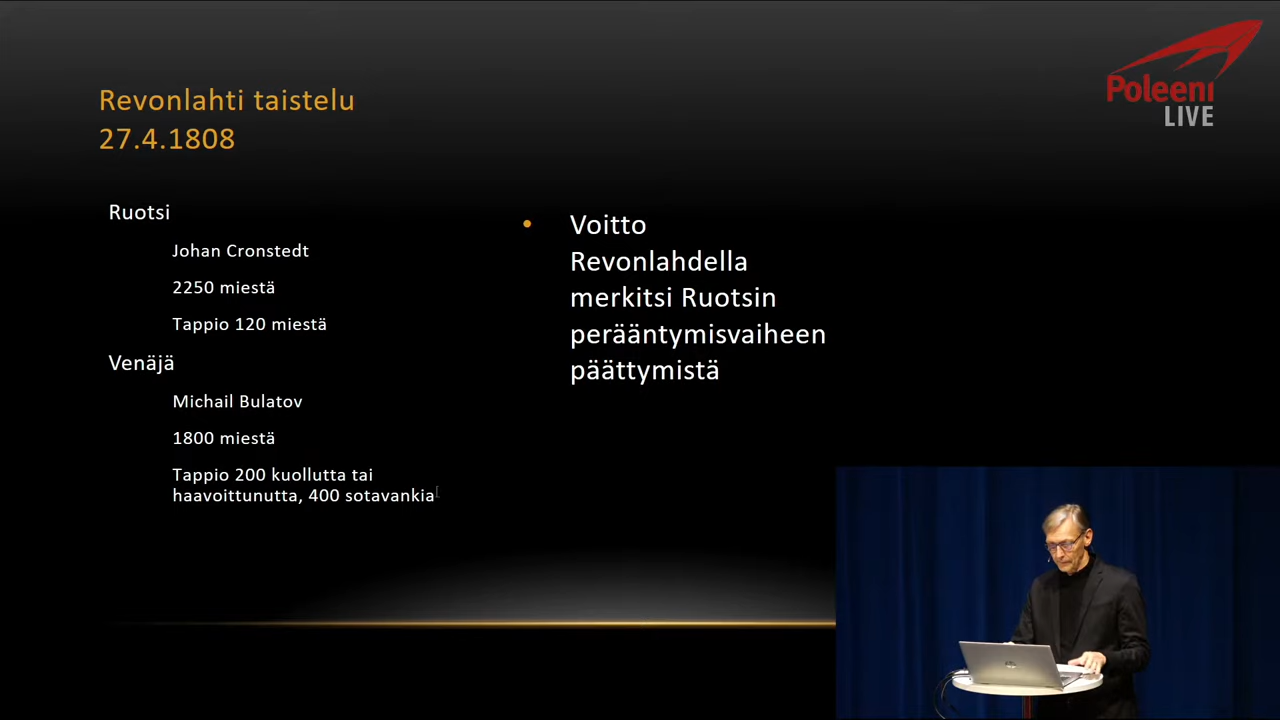 Revonlahti taistelu
27.4.1808
Ruotsi
Johan Cronstedt
2250 miestä
Tappio 120 miestä
Venäjä
Michail Bulatov
1800 miestä
Tappio 200 kuollutta tai
haavoittunutta, 400 sotavankia
• Voitto
Revonlahdella
merkitsi Ruotsin
perääntymisvaiheen
päättymistä
Poleeni
LIVE